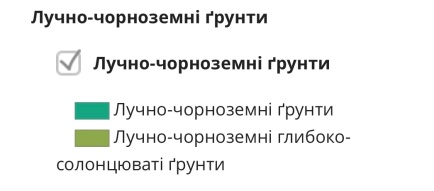 Лучно-чорноземні ґрунти
Лучно-чорноземні ґрунти
Лучно-чорноземні ґрунти
Лучно-чорноземні глибоко-
солонцюваті ґрунти